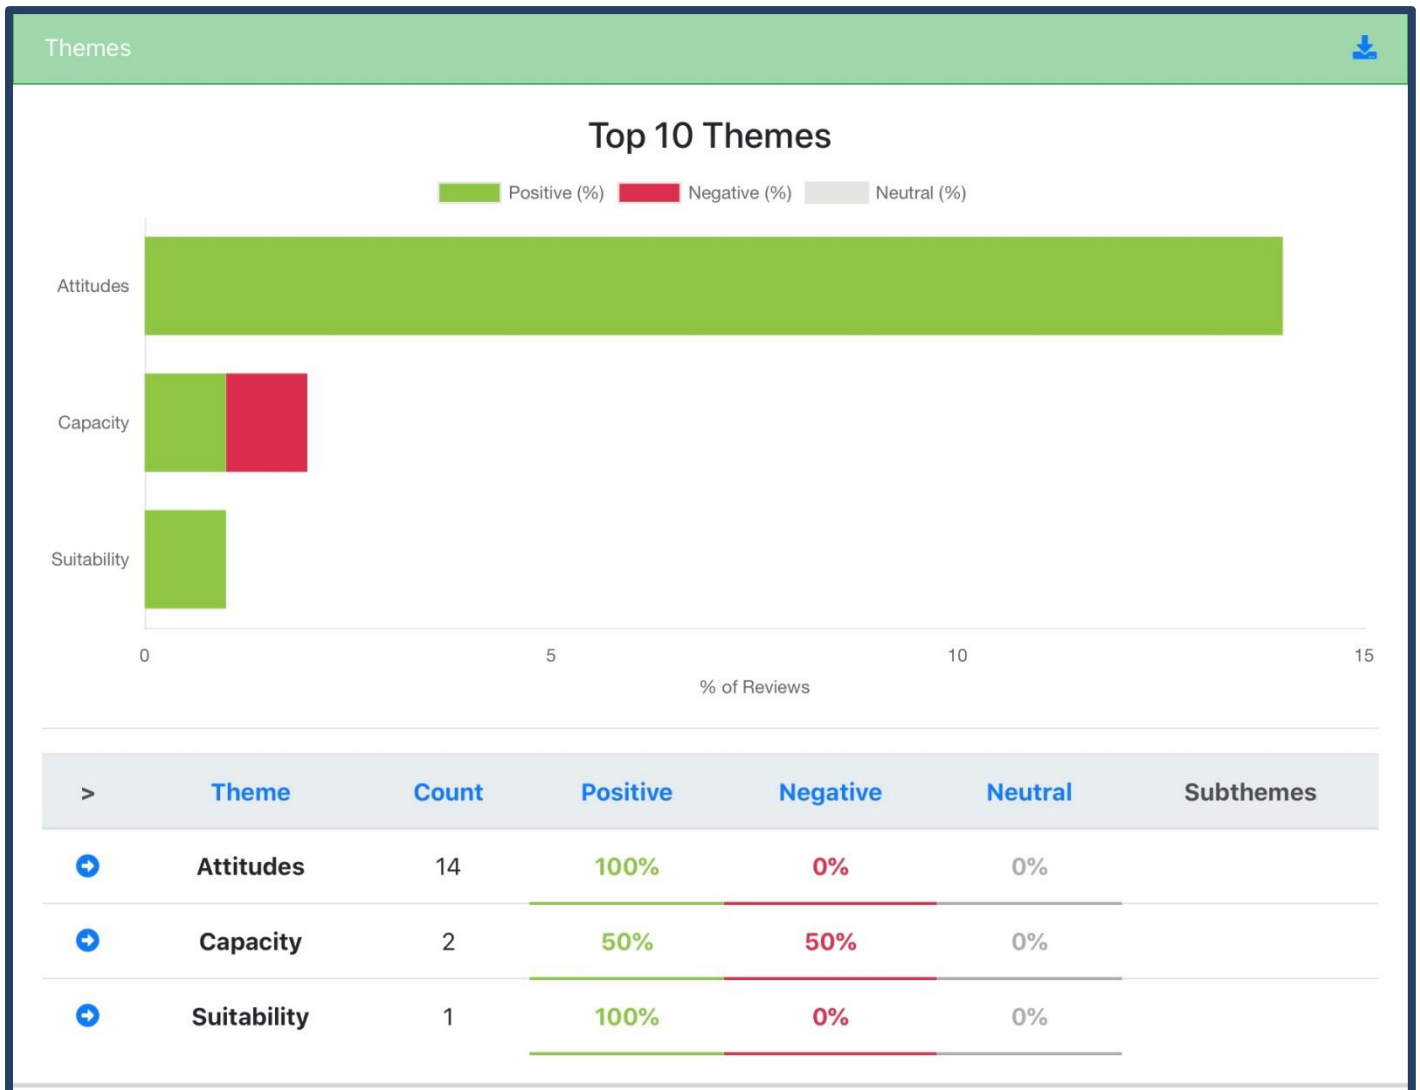 Themes
Top 10 Themes
Positive (%) Negative (%) Neutral (%)
Attitudes
Capacity
Suitability
0 5 10 15
% of Reviews
> Theme Count Positive Negative Neutral Subthemes
Attitudes 14 100% 0% 0%
Capacity 2 50% 50% 0%
Suitability 1 100% 0% 0%